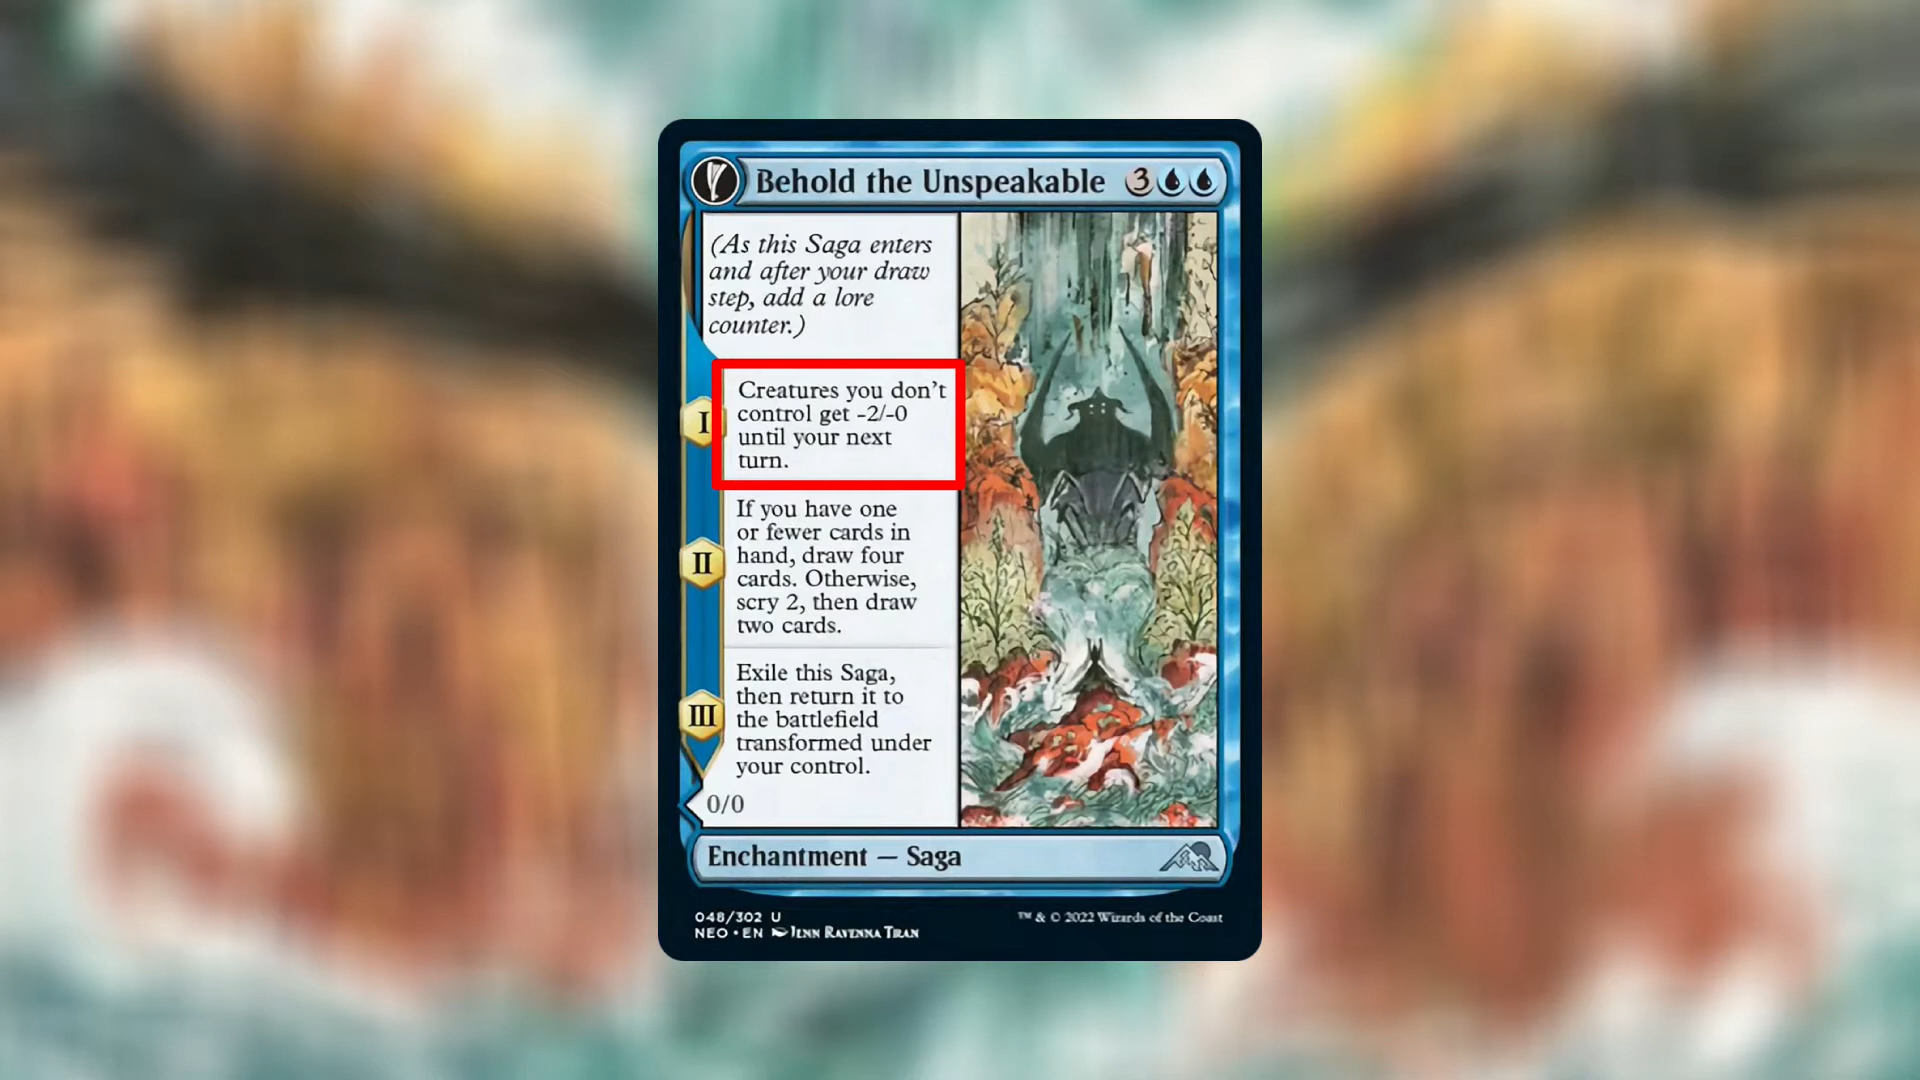 Behold the Unspeakable 3
(As this Saga enters
and after your draw
step, add a lore
counter.)
I
Creatures you don't
control get -2/-0
until your next
turn.
II
If you have one
or fewer cards in
hand, draw four
cards. Otherwise,
scry 2, then draw
two cards.
III
Exile this Saga,
then return it to
the battlefield
transformed under
your control.
0/0
Enchantment — Saga
048/302 U
NEO • EN Jenn Ravenna Tran
™ & © 2022 Wizards of the Coast